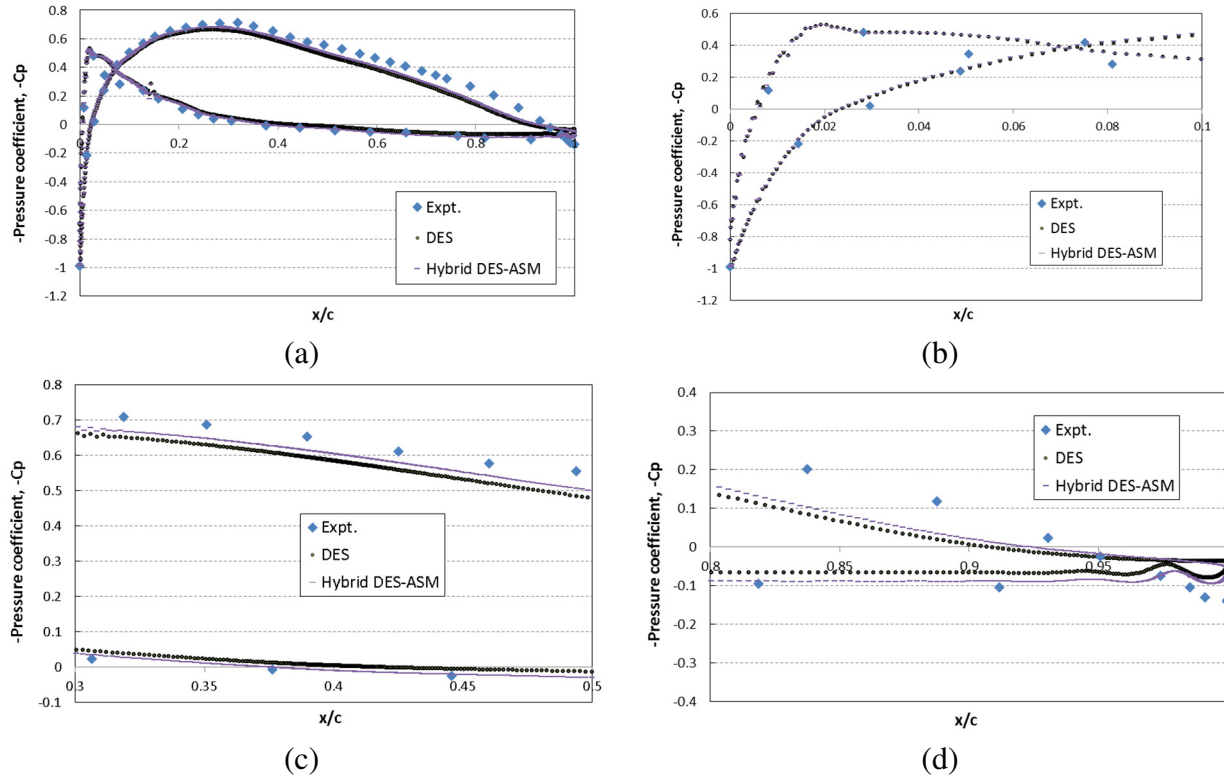 0.8
0.6
0.4
0.2
0
-0.2
-0.4
-0.6
-0.8
-1
-1.2
0 0.2 0.4 0.6 0.8 1
-Pressure coefficient, -Cp
x/c
Expt.
DES
Hybrid DES-ASM
(a)
0.6
0.4
0.2
0
-0.2
-0.4
-0.6
-0.8
-1
-1.2
0 0.02 0.04 0.06 0.08 0.1
-Pressure coefficient, -Cp
x/c
Expt.
DES
Hybrid DES-ASM
(b)
0.8
0.7
0.6
0.5
0.4
0.3
0.2
0.1
0
-0.1
0.3 0.35 0.4 0.45 0.5
-Pressure coefficient, -Cp
x/c
Expt.
DES
Hybrid DES-ASM
(c)
0.4
0.3
0.2
0.1
0
-0.1
-0.2
-0.3
-0.4
0.8 0.85 0.9 0.95
-Pressure coefficient, -Cp
x/c
Expt.
DES
Hybrid DES-ASM
(d)